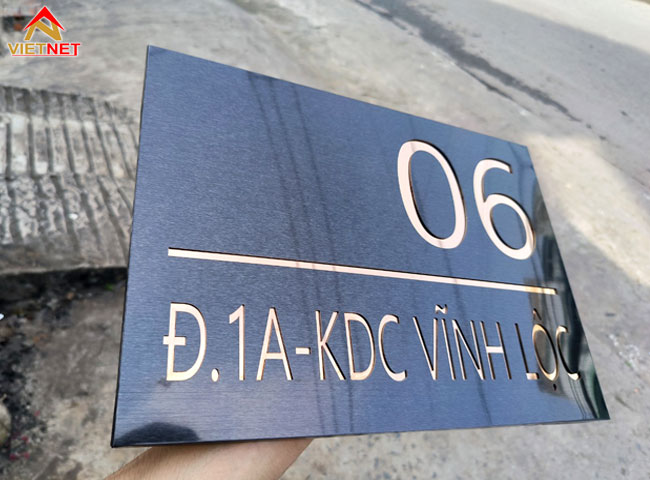 VIETNET
06
Đ.1A-KDC VĨNH LỘC